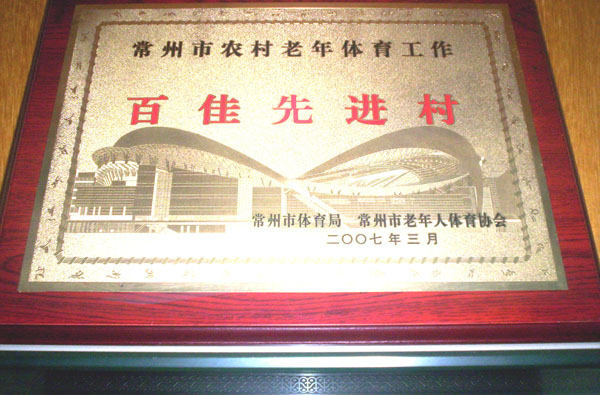 常州市农村老年体育工作
百佳先进村
常州市体育局 常州市老年人体育协会
二〇〇七年三月